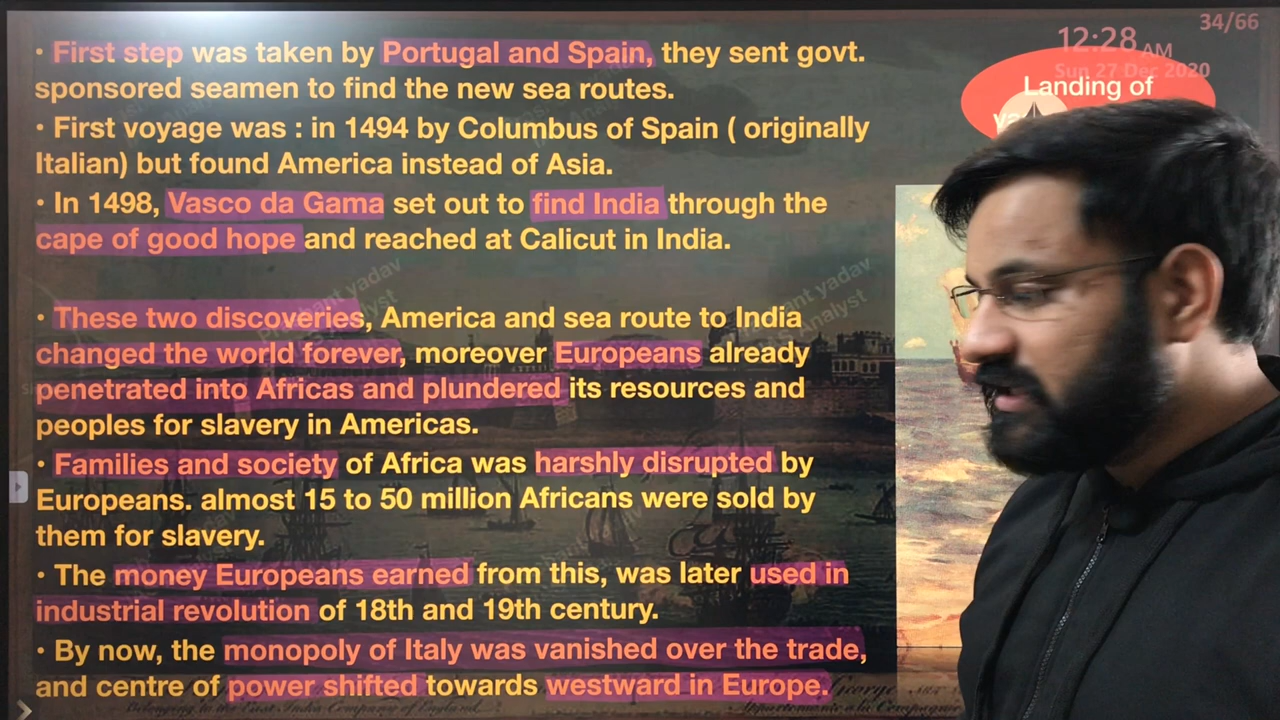 34/66
12:28 AM
Sun 27 Dec 2020
Landing of
• First step was taken by Portugal and Spain, they sent govt.
sponsored seamen to find the new sea routes.
• First voyage was : in 1494 by Columbus of Spain ( originally
Italian) but found America instead of Asia.
• In 1498, Vasco da Gama set out to find India through the
cape of good hope and reached at Calicut in India.
• These two discoveries, America and sea route to India
changed the world forever, moreover Europeans already
penetrated into Africas and plundered its resources and
peoples for slavery in Americas.
• Families and society of Africa was harshly disrupted by
Europeans. almost 15 to 50 million Africans were sold by
them for slavery.
• The money Europeans earned from this, was later used in
industrial revolution of 18th and 19th century.
• By now, the monopoly of Italy was vanished over the trade,
and centre of power shifted towards westward in Europe.
Belonging to the East India Company of England.